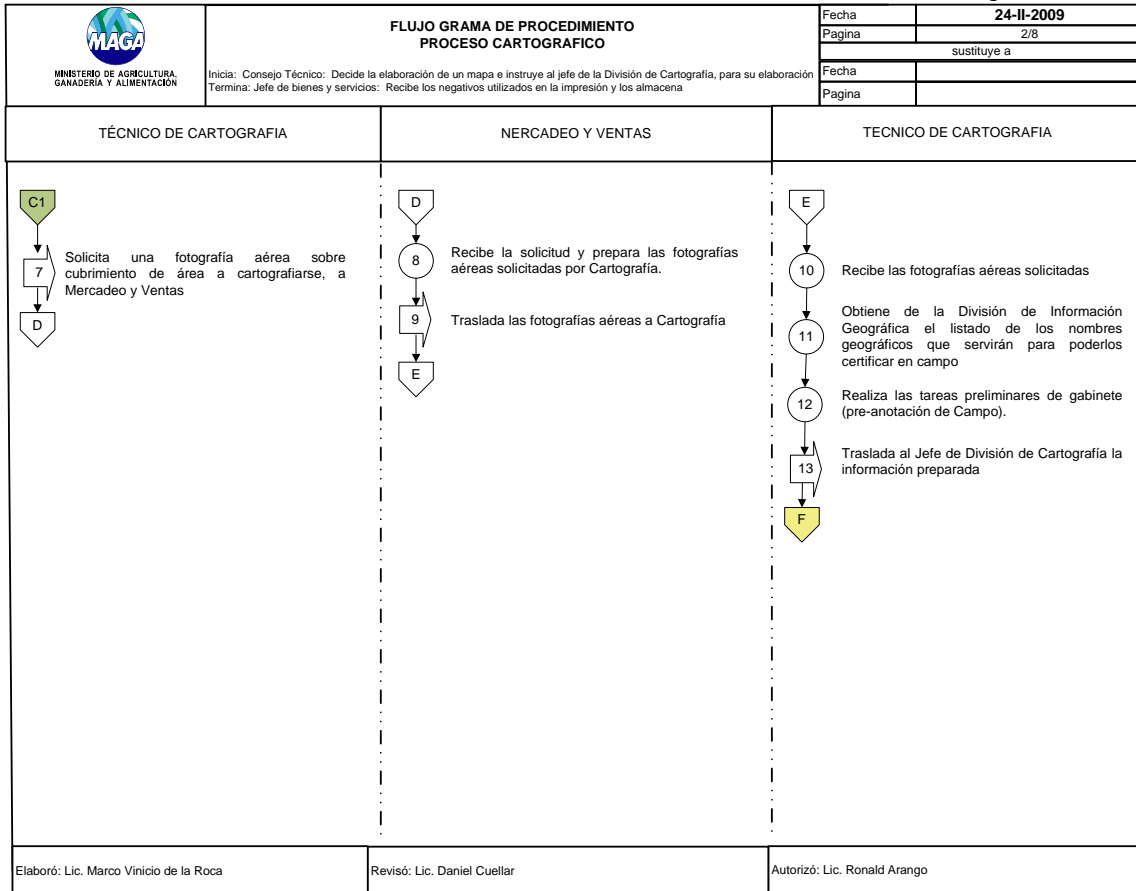 MAGA
MINISTERIO DE AGRICULTURA,
GANADERÍA Y ALIMENTACIÓN
FLUJO GRAMA DE PROCEDIMIENTO
PROCESO CARTOGRAFICO
Inicia: Consejo Técnico: Decide la elaboración de un mapa e instruye al jefe de la División de Cartografía, para su elaboración
Termina: Jefe de bienes y servicios: Recibe los negativos utilizados en la impresión y los almacena
Fecha 24-II-2009
Pagina 2/8
sustituye a
Fecha
Pagina
TÉCNICO DE CARTOGRAFIA
NERCADEO Y VENTAS
TECNICO DE CARTOGRAFIA
C1
7
Solicita una fotografía aérea sobre
cubrimiento de área a cartografiarse, a
Mercadeo y Ventas
D
D
8
Recibe la solicitud y prepara las fotografías
aéreas solicitadas por Cartografía.
9
Traslada las fotografías aéreas a Cartografía
E
E
10
Recibe las fotografías aéreas solicitadas
11
Obtiene de la División de Información
Geográfica el listado de los nombres
geográficos que servirán para poderlos
certificar en campo
12
Realiza las tareas preliminares de gabinete
(pre-anotación de Campo).
13
Traslada al Jefe de División de Cartografía la
información preparada
F
Elaboró: Lic. Marco Vinicio de la Roca
Revisó: Lic. Daniel Cuellar
Autorizó: Lic. Ronald Arango